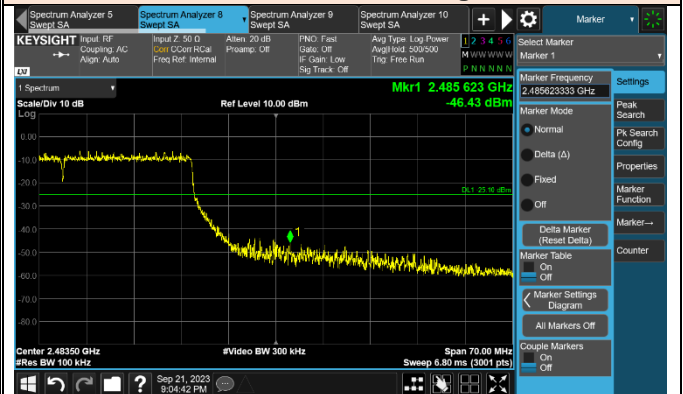 Spectrum Analyzer 5
Swept SA
Spectrum Analyzer 8
Swept SA
Spectrum Analyzer 9
Swept SA
Spectrum Analyzer 10
Swept SA
Marker
KEYSIGHT
Input: RF
Coupling: AC
Align: Auto
Input Z: 50 Ω
Corr CCorr RCal
Freq Ref: Internal
Atten: 20 dB
Preamp: Off
PNO: Fast
Gate: Off
IF Gain: Low
Sig Track: Off
Avg Type: Log-Power
Avg|Hold: 500/500
Trig: Free Run
1 2 3 4 5 6
M W W W W W
P N N N N N
LXI
Select Marker
Marker 1
1 Spectrum
Scale/Div 10 dB
Log
Ref Level 10.00 dBm
Mkr1 2.485 623 GHz
-46.43 dBm
0.00
-10.0
-20.0
-30.0
-40.0
-50.0
-60.0
-70.0
-80.0
DL1 -25.10 dBm
1
Center 2.48350 GHz
#Res BW 100 kHz
#Video BW 300 kHz
Span 70.00 MHz
Sweep 6.80 ms (3001 pts)
Marker Frequency
2.485623333 GHz
Marker Mode
Normal
Delta (Δ)
Fixed
Off
Delta Marker
(Reset Delta)
Marker Table
On
Off
Marker Settings
Diagram
All Markers Off
Couple Markers
On
Off
Settings
Peak
Search
Pk Search
Config
Properties
Marker
Function
Marker→
Counter
?
Sep 21, 2023
9:04:42 PM